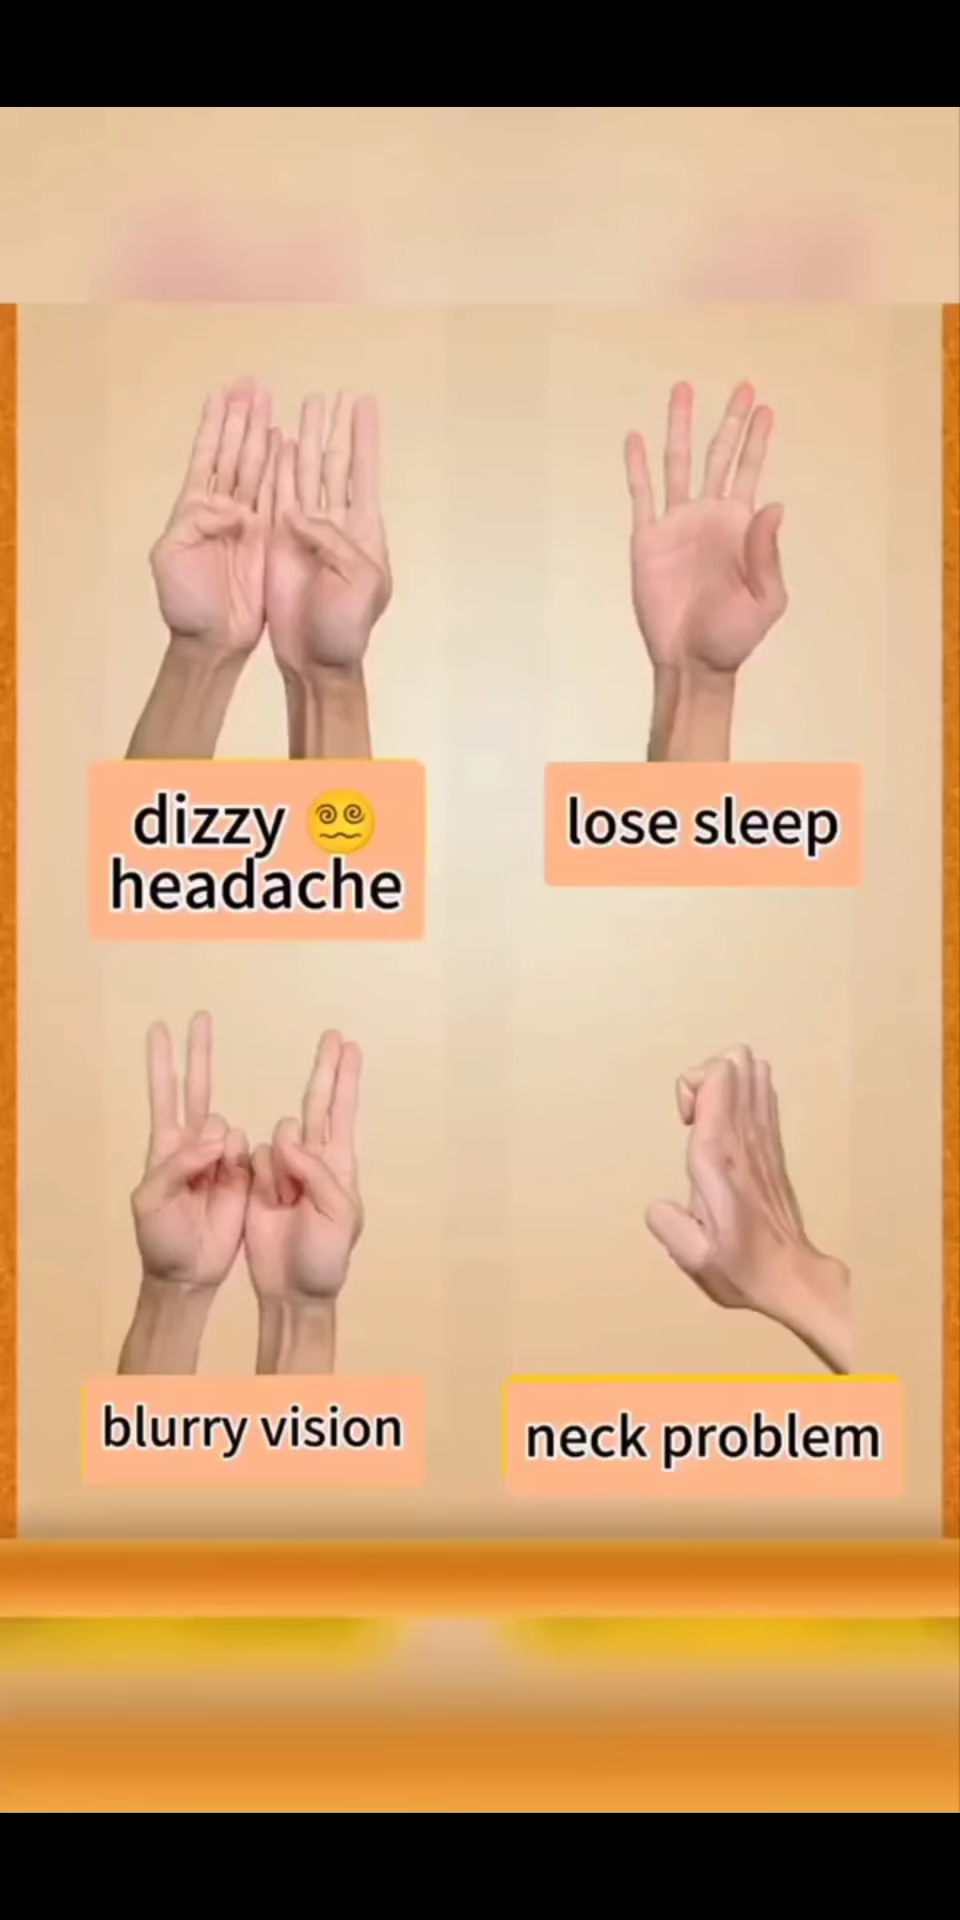 dizzy 😵‍💫
headache
lose sleep
blurry vision
neck problem